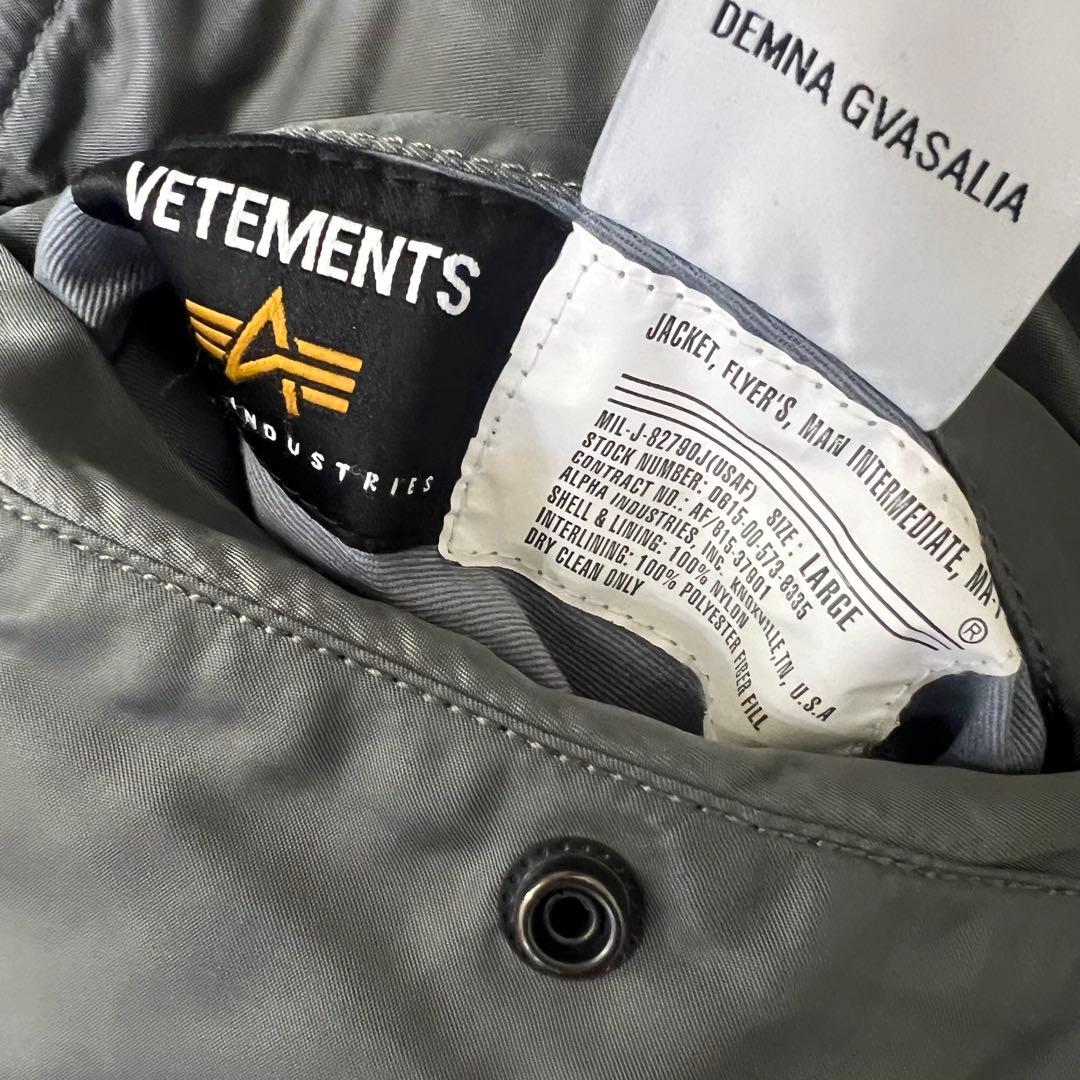 DEMNA GVASALIA
VETEMENTS
INDUSTRIES
JACKET, FLYER'S, MAN INTERMEDIATE, MA-1
®
MIL-J-82790J(USAF) SIZE: LARGE
STOCK NUMBER: 0615-00-573-8335
CONTRACT NO.: AF/B15-37801
ALPHA INDUSTRIES, INC. KNOXVILLE,TN, U.S.A
SHELL & LINING: 100% NYLON
INTERLINING: 100% POLYESTER FIBER FILL
DRY CLEAN ONLY